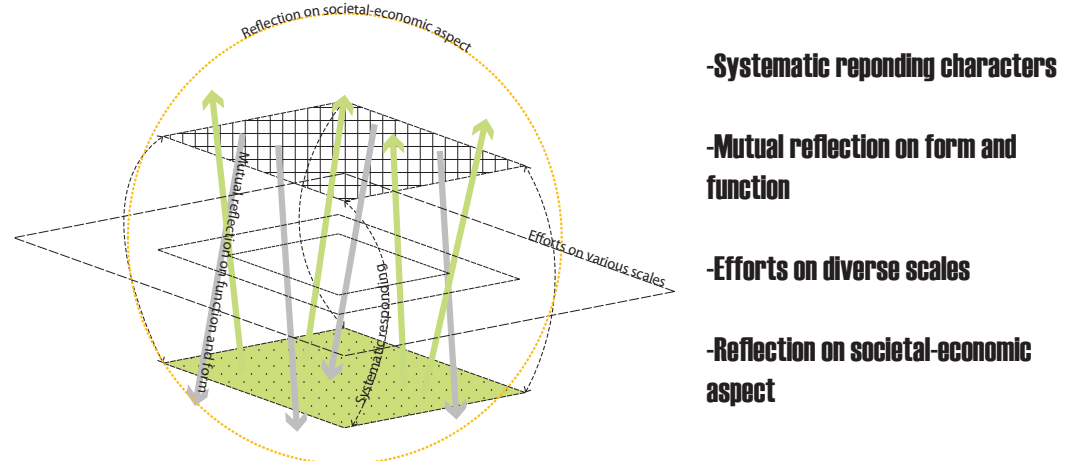 Reflection on societal-economic aspect
Mutual reflection on function and form
Efforts on various scales
Systematic responding
-Systematic reponding characters
-Mutual reflection on form and
function
-Efforts on diverse scales
-Reflection on societal-economic
aspect